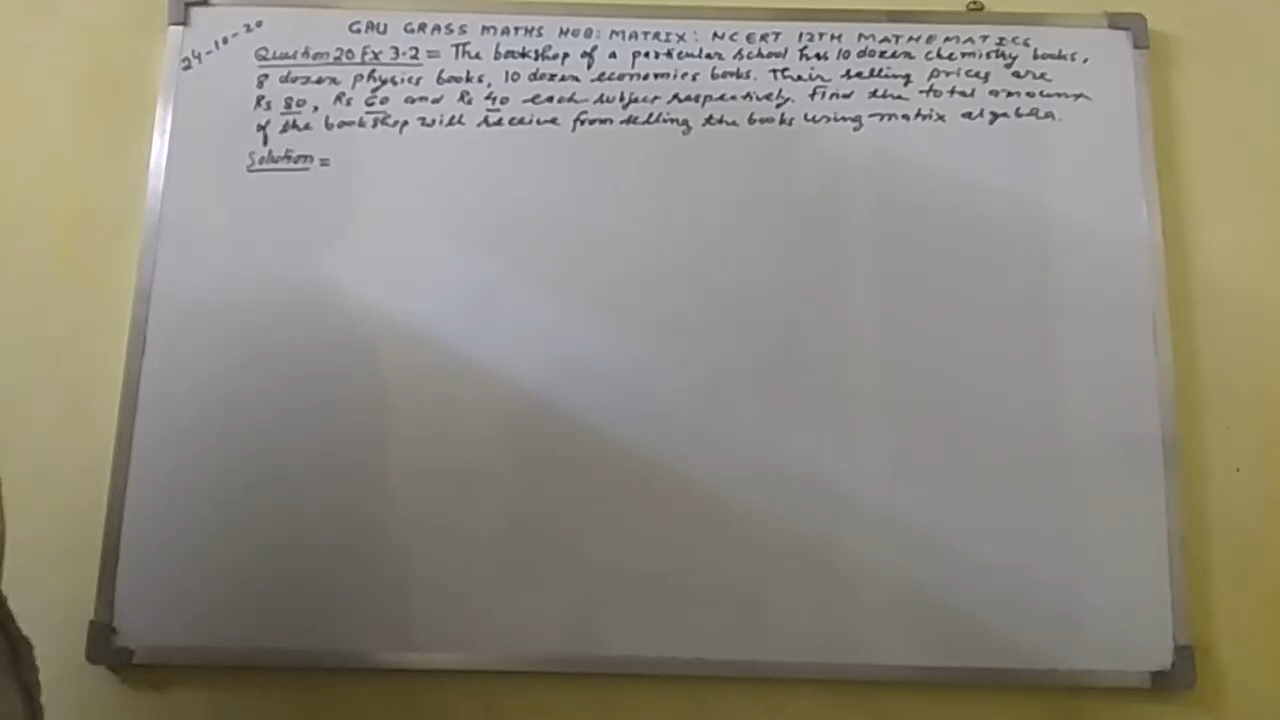 24-10-20
GAU GRASS MATHS HUB: MATRIX: NCERT 12TH MATHEMATICS
Question 20 Ex 3.2 = The bookshop of a particular school has 10 dozen chemistry books,
8 dozen physics books, 10 dozen economics books. Their selling prices are
Rs 80, Rs 60 and Rs 40 each subject respectively. Find the total amount
of the bookshop will receive from selling the books using matrix algebra.
Solution =